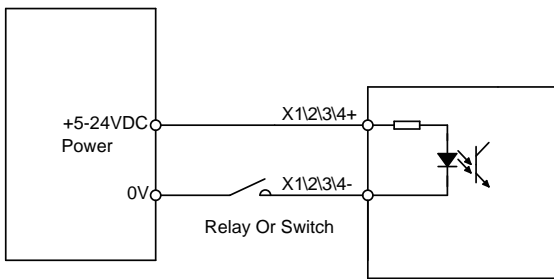 X1\2\3\4+
+5-24VDC
Power
X1\2\3\4-
0V
Relay Or Switch